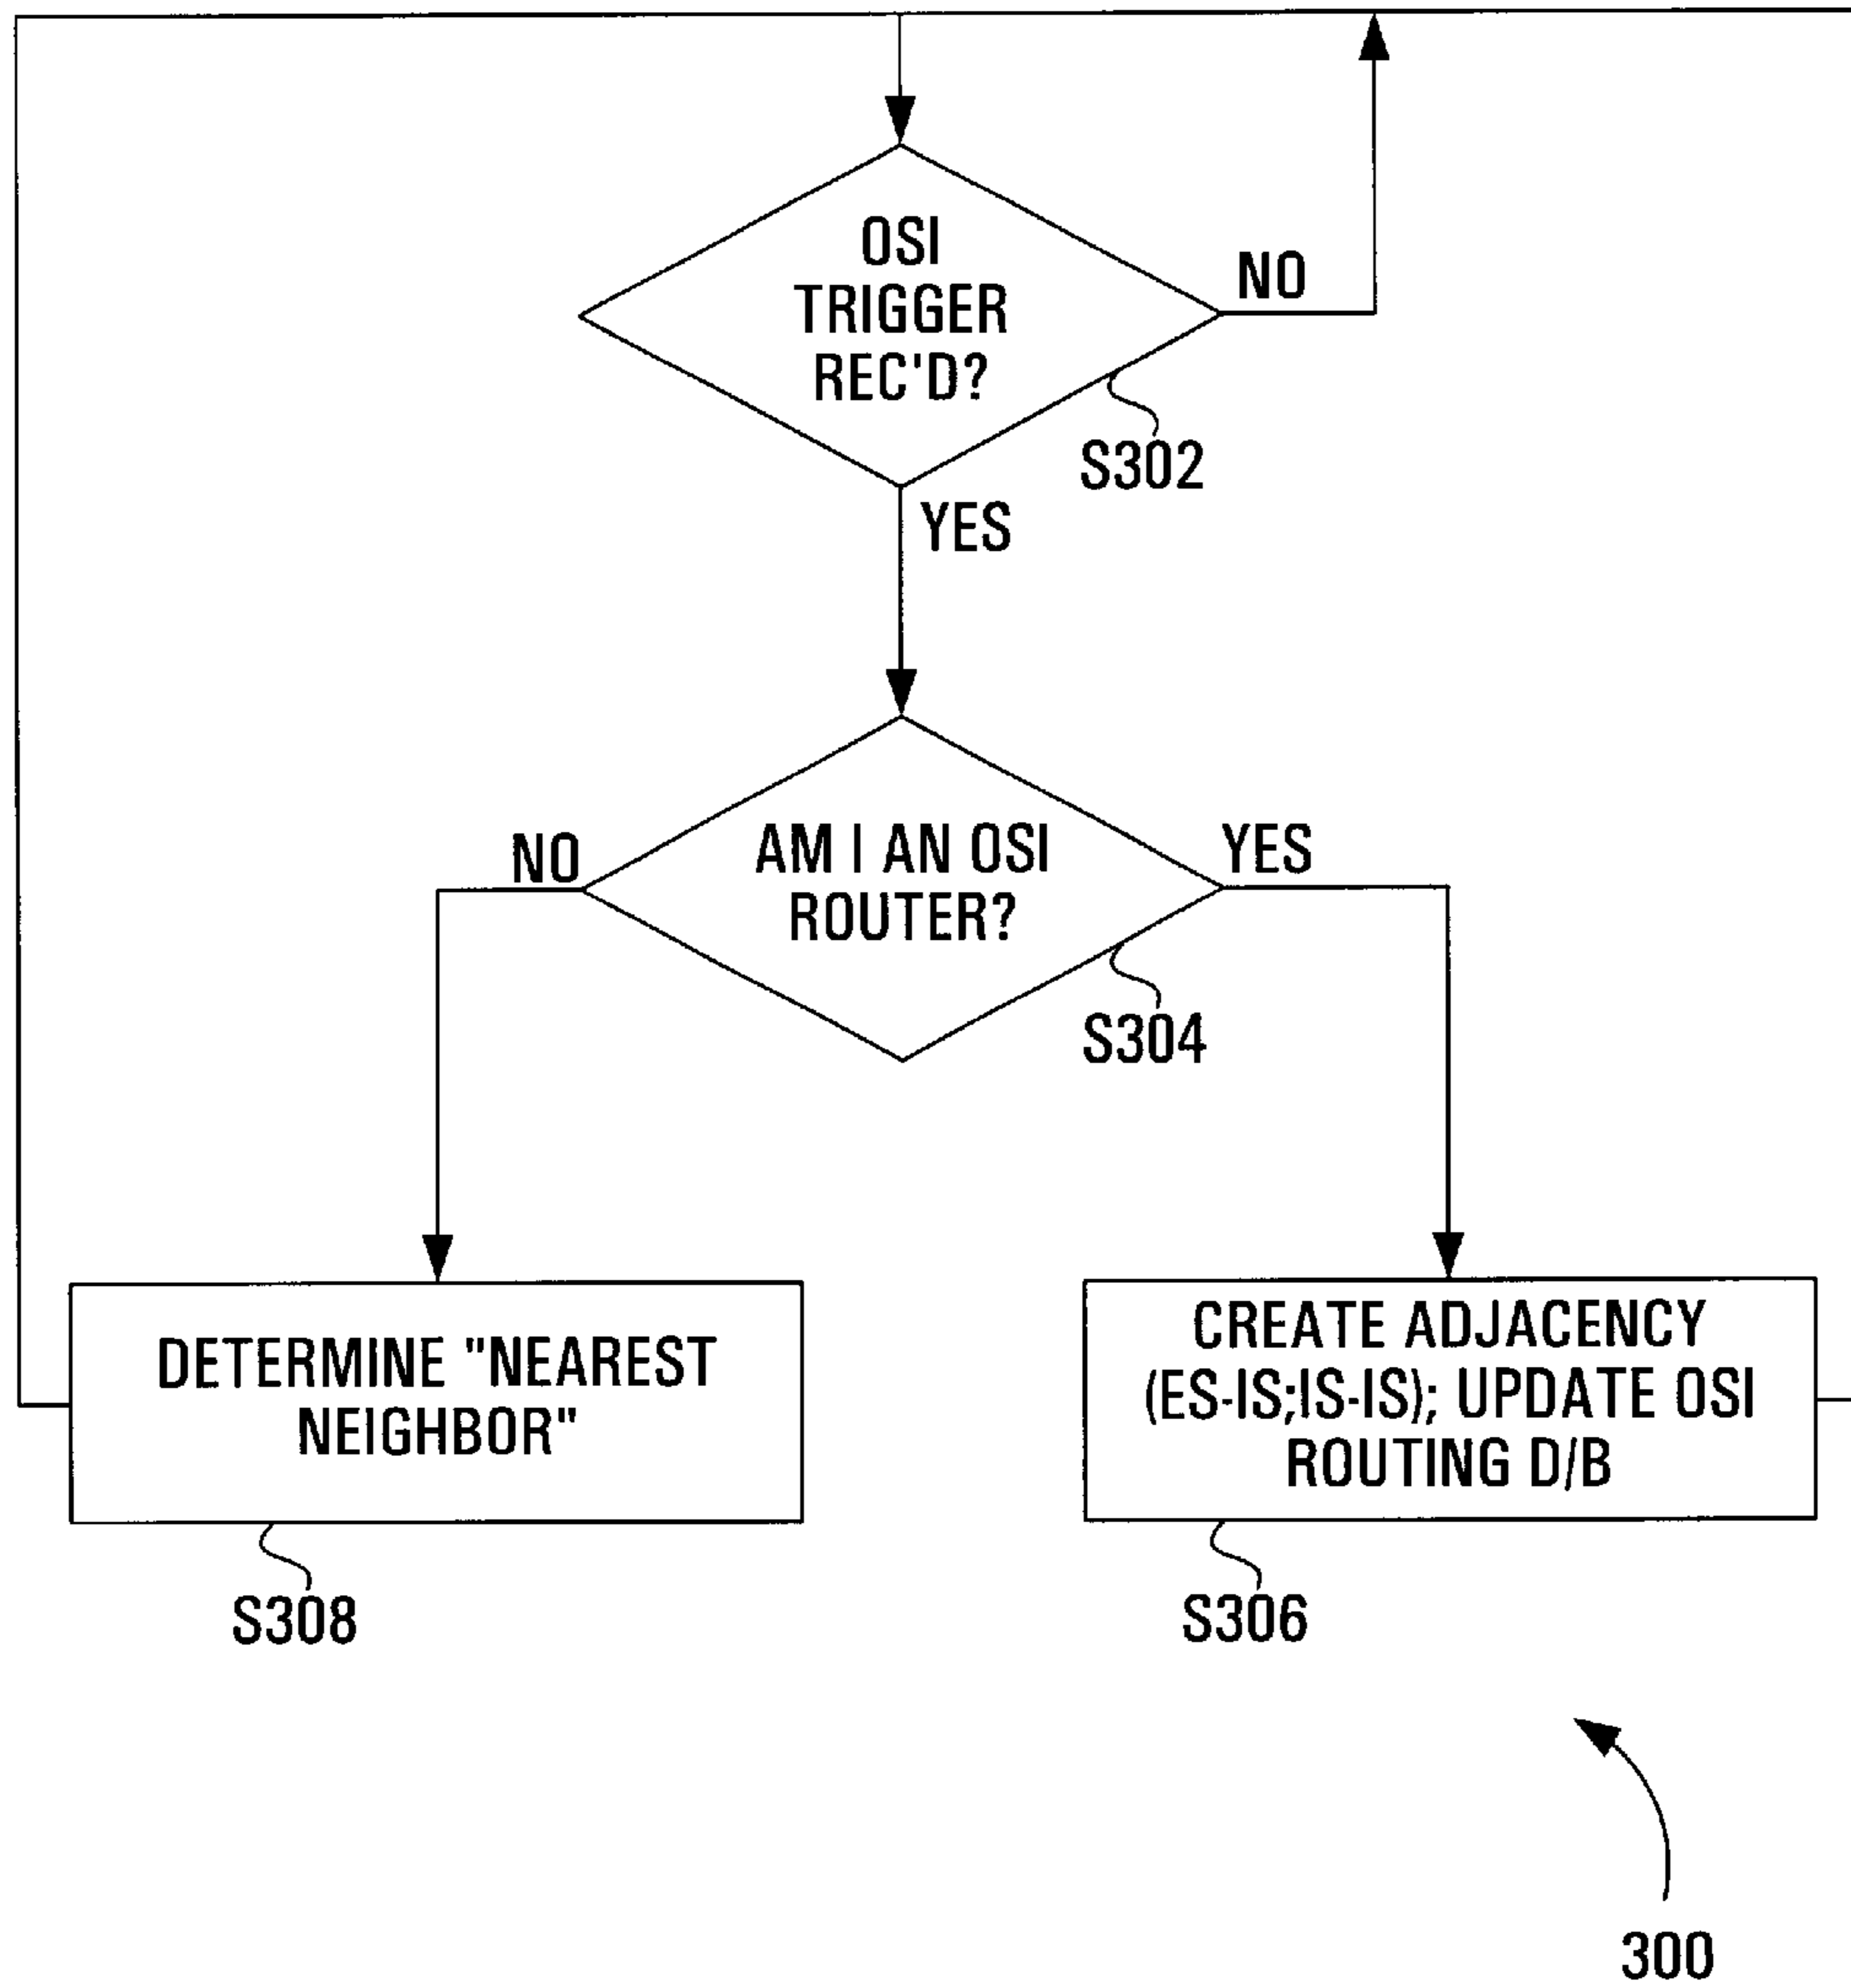 OSI
TRIGGER
REC'D?
NO
S302
YES
AM I AN OSI
ROUTER?
NO
YES
S304
DETERMINE "NEAREST
NEIGHBOR"
S308
CREATE ADJACENCY
(ES-IS;IS-IS); UPDATE OSI
ROUTING D/B
S306
300